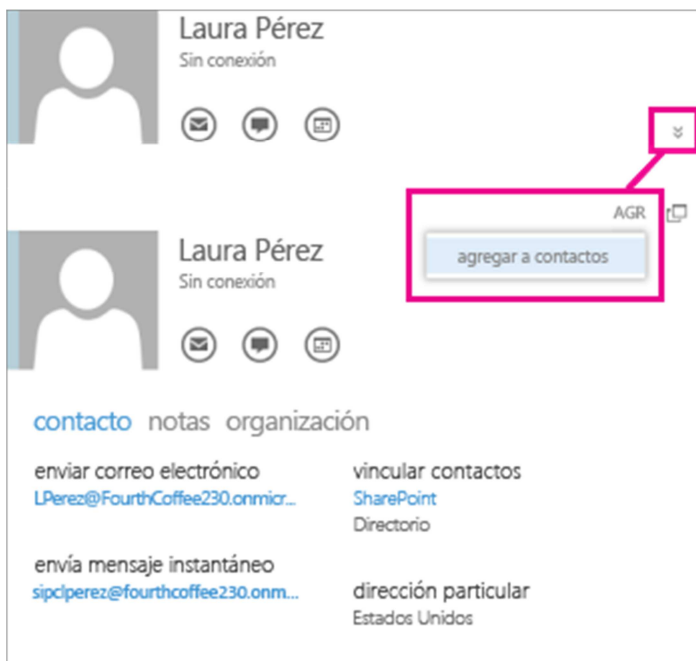 Laura Pérez
Sin conexión
AGR
agregar a contactos
Laura Pérez
Sin conexión
contacto notas organización
enviar correo electrónico
LPerez@FourthCoffee230.onmicr...
vincular contactos
SharePoint
Directorio
envía mensaje instantáneo
sipclperez@fourthcoffee230.onm...
dirección particular
Estados Unidos